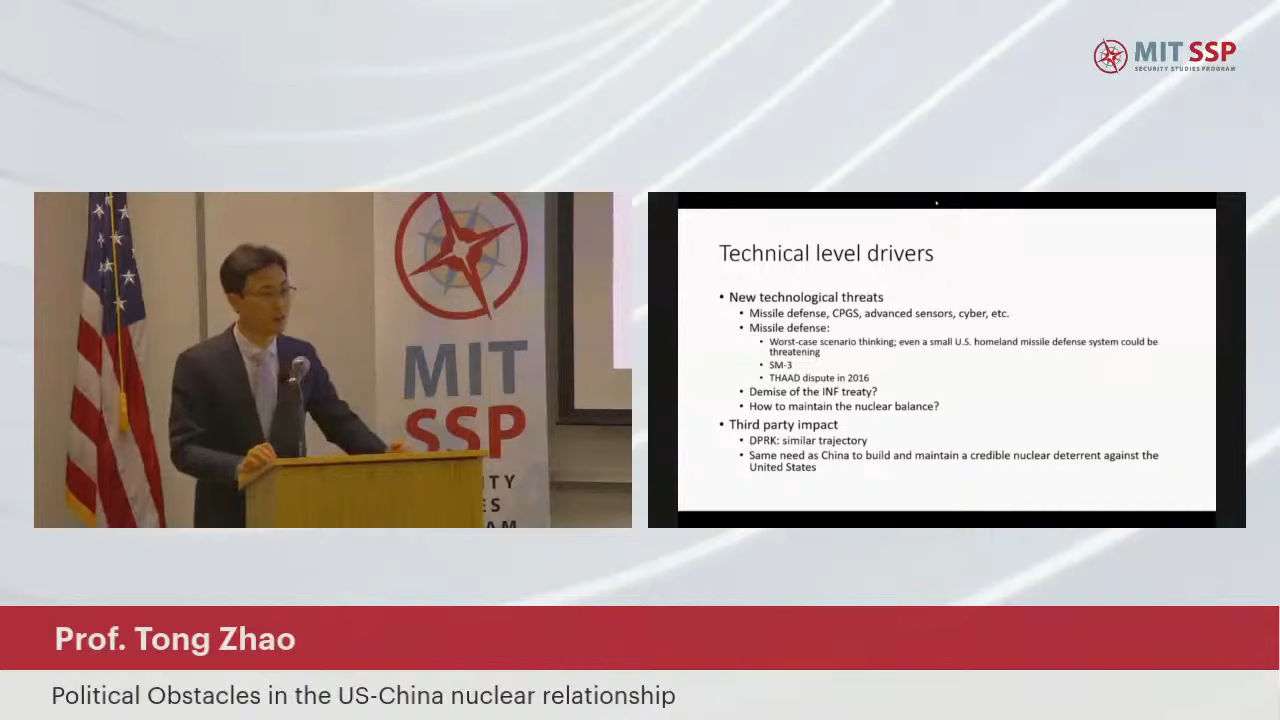 MIT SSP
SECURITY STUDIES PROGRAM
MIT
SSP
ITY
ES
AM
Technical level drivers
• New technological threats
• Missile defense, CPGS, advanced sensors, cyber, etc.
• Missile defense:
• Worst-case scenario thinking; even a small U.S. homeland missile defense system could be
threatening
• SM-3
• THAAD dispute in 2016
• Demise of the INF treaty?
• How to maintain the nuclear balance?
• Third party impact
• DPRK: similar trajectory
• Same need as China to build and maintain a credible nuclear deterrent against the
United States
Prof. Tong Zhao
Political Obstacles in the US-China nuclear relationship